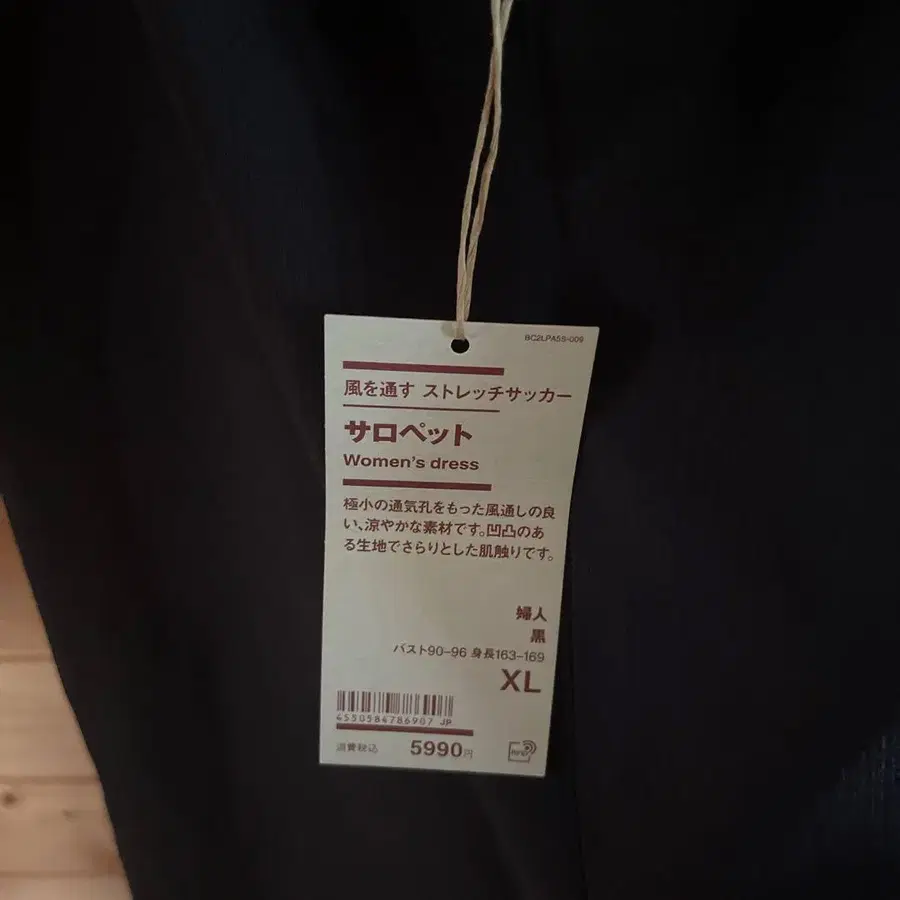 BC2LPA5S-009
風を通す ストレッチサッカー
サロペット
Women's dress
極小の通気孔をもった風通しの良
い、涼やかな素材です。凹凸のあ
る生地でさらりとした肌触りです。
婦人
黒
バスト90-96 身長163-169
XL
4550584786907 JP
消費税込 5990円
RFID